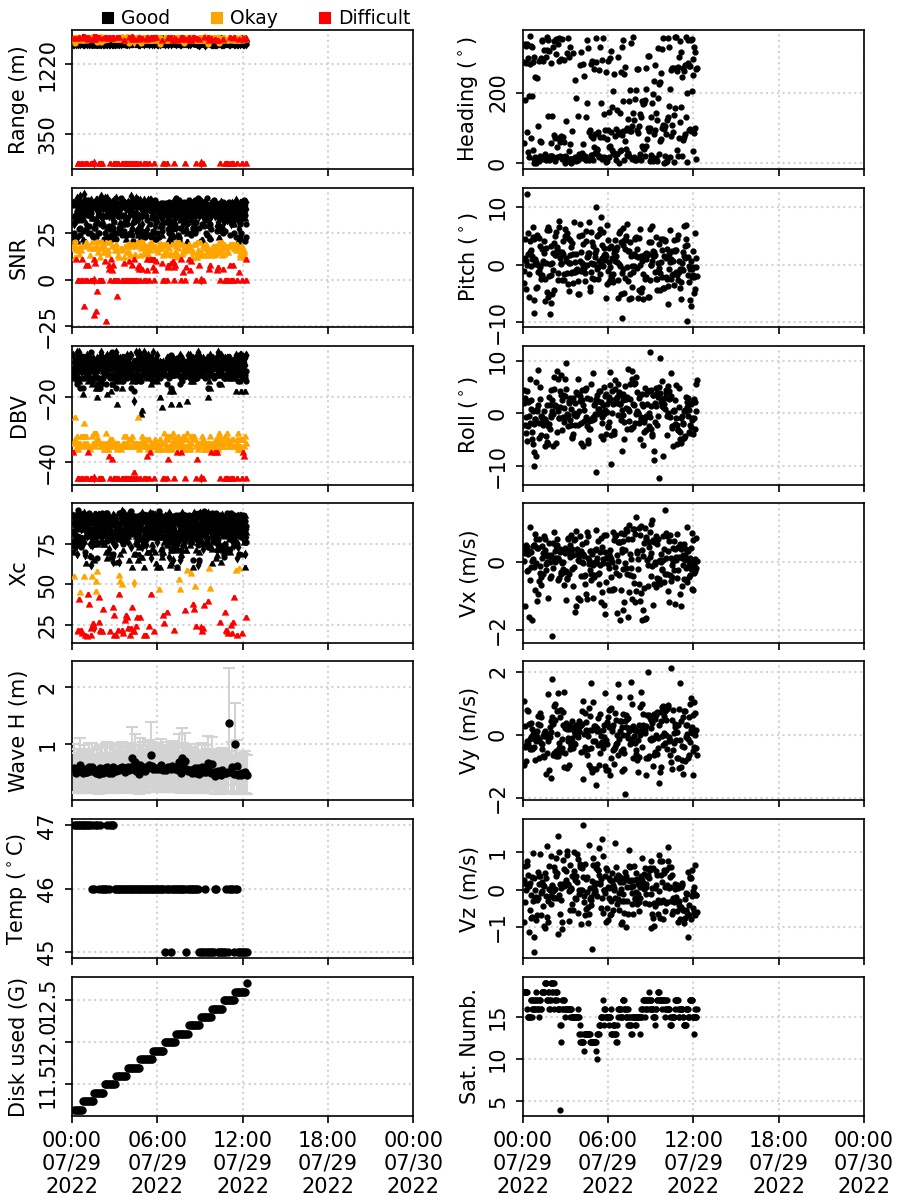 Good Okay Difficult
Range (m)
1220
350
Heading (°)
200
0
SNR
25
0
−25
Pitch (°)
10
0
−10
DBV
−20
−40
Roll (°)
10
0
−10
Xc
75
50
25
Vx (m/s)
0
−2
Wave H (m)
2
1
Vy (m/s)
2
0
−2
Temp (°C)
47
46
45
Vz (m/s)
1
0
−1
Disk used (G)
12.5
12.0
11.5
Sat. Numb.
15
10
5
00:00 06:00 12:00 18:00 00:00
07/29 07/29 07/29 07/29 07/30
2022 2022 2022 2022 2022
00:00 06:00 12:00 18:00 00:00
07/29 07/29 07/29 07/29 07/30
2022 2022 2022 2022 2022